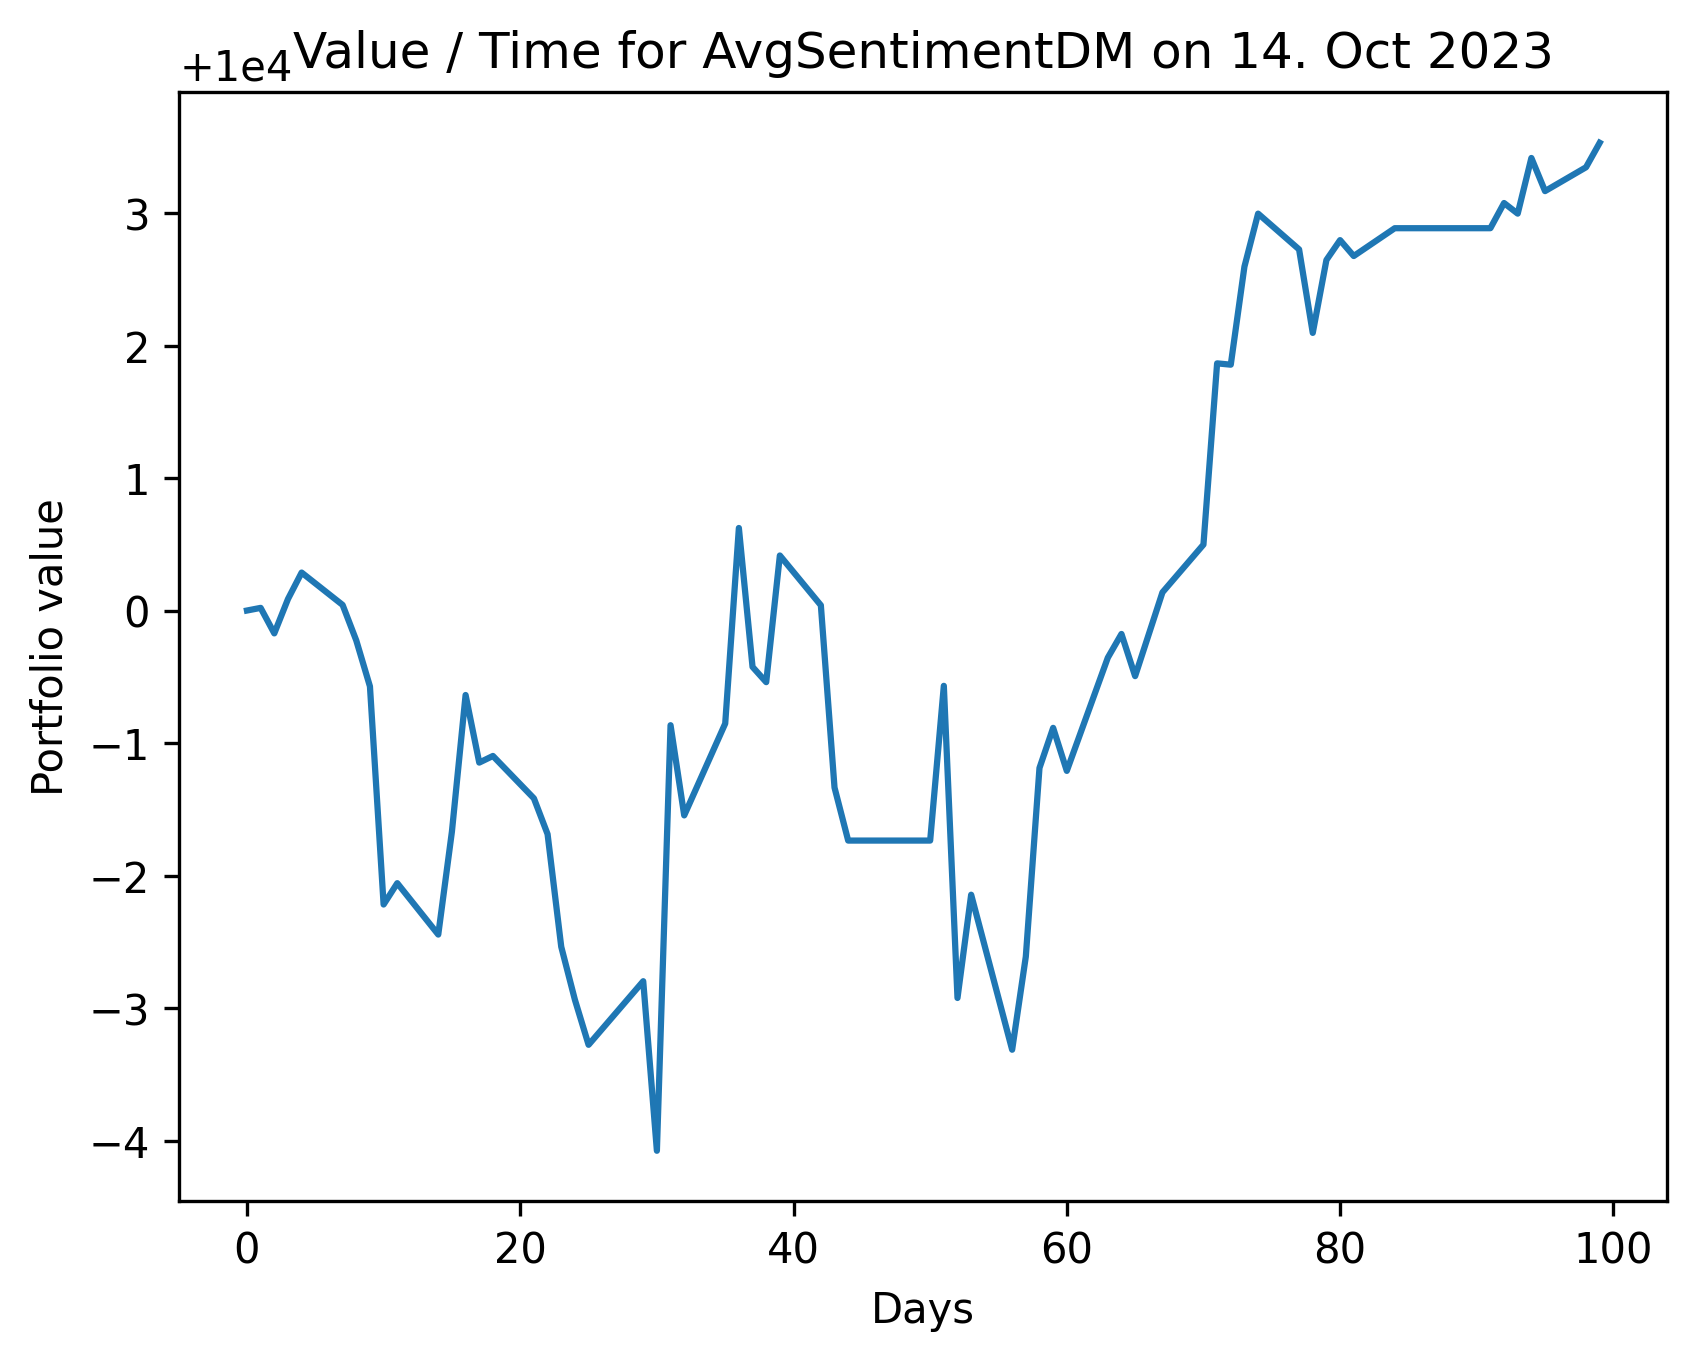 Value / Time for AvgSentimentDM on 14. Oct 2023
+1e4
3
2
1
0
−1
−2
−3
−4
Portfolio value
0 20 40 60 80 100
Days